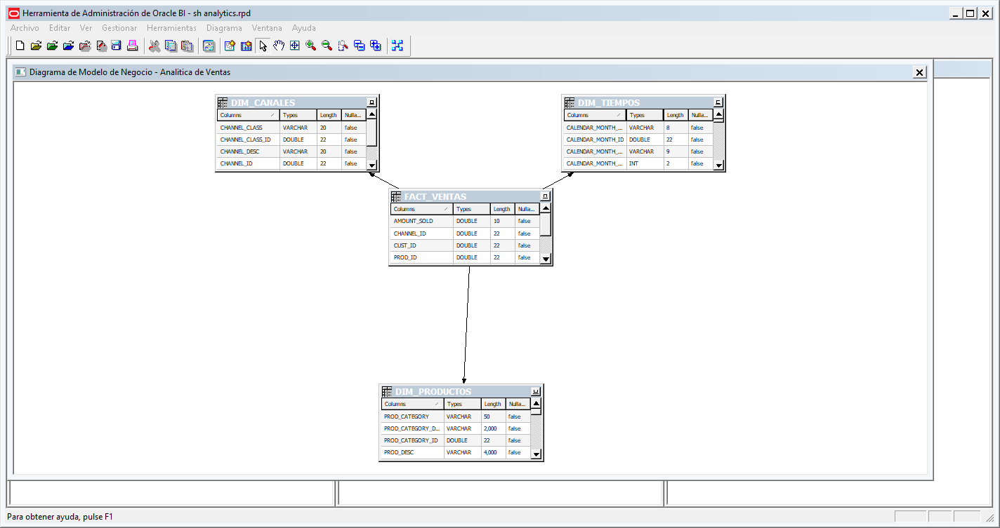 Herramienta de Administración de Oracle BI - sh analytics.rpd
Archivo Editar Ver Gestionar Herramientas Diagrama Ventana Ayuda
Diagrama de Modelo de Negocio - Analitica de Ventas
DIM_CANALES
Columns Types Length Nulla...
CHANNEL_CLASS VARCHAR 20 false
CHANNEL_CLASS_ID DOUBLE 22 false
CHANNEL_DESC VARCHAR 20 false
CHANNEL_ID DOUBLE 22 false
DIM_TIEMPOS
Columns Types Length Nulla...
CALENDAR_MONTH_... VARCHAR 8 false
CALENDAR_MONTH_ID DOUBLE 22 false
CALENDAR_MONTH_... VARCHAR 9 false
CALENDAR_MONTH_... INT 2 false
FACT_VENTAS
Columns Types Length Nulla...
AMOUNT_SOLD DOUBLE 10 false
CHANNEL_ID DOUBLE 22 false
CUST_ID DOUBLE 22 false
PROD_ID DOUBLE 22 false
DIM_PRODUCTOS
Columns Types Length Nulla...
PROD_CATEGORY VARCHAR 50 false
PROD_CATEGORY_D... VARCHAR 2,000 false
PROD_CATEGORY_ID DOUBLE 22 false
PROD_DESC VARCHAR 4,000 false
Para obtener ayuda, pulse F1